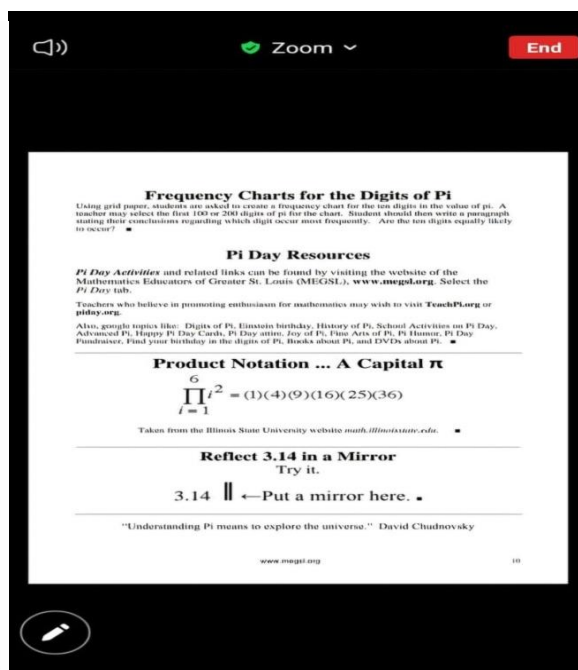 Zoom
End
Frequency Charts for the Digits of Pi
Using grid paper, students are asked to create a frequency chart for the ten digits in the value of pi. A
teacher may select the first 100 or 200 digits of pi for the chart. Student should then write a paragraph
stating their conclusions regarding which digit occur most frequently. Are the ten digits equally likely
to occur? ■
Pi Day Resources
Pi Day Activities and related links can be found by visiting the website of the
Mathematics Educators of Greater St. Louis (MEGSL), www.megsl.org. Select the
Pi Day tab.
Teachers who believe in promoting enthusiasm for mathematics may wish to visit TeachPi.org or
piday.org.
Also, google topics like: Digits of Pi, Einstein birthday, History of Pi, School Activities on Pi Day,
Advanced Pi, Happy Pi Day Cards, Pi Day attire, Joy of Pi, Fine Arts of Pi, Pi Humor, Pi Day
Fundraiser, Find your birthday in the digits of Pi, Books about Pi, and DVDs about Pi. ■
Product Notation ... A Capital π
6
∏ i² = (1)(4)(9)(16)(25)(36)
i = 1
Taken from the Illinois State University website math.illinoisstate.edu. ■
Reflect 3.14 in a Mirror
Try it.
3.14 || ←Put a mirror here. ■
"Understanding Pi means to explore the universe." David Chudnovsky
www.megsl.org 10